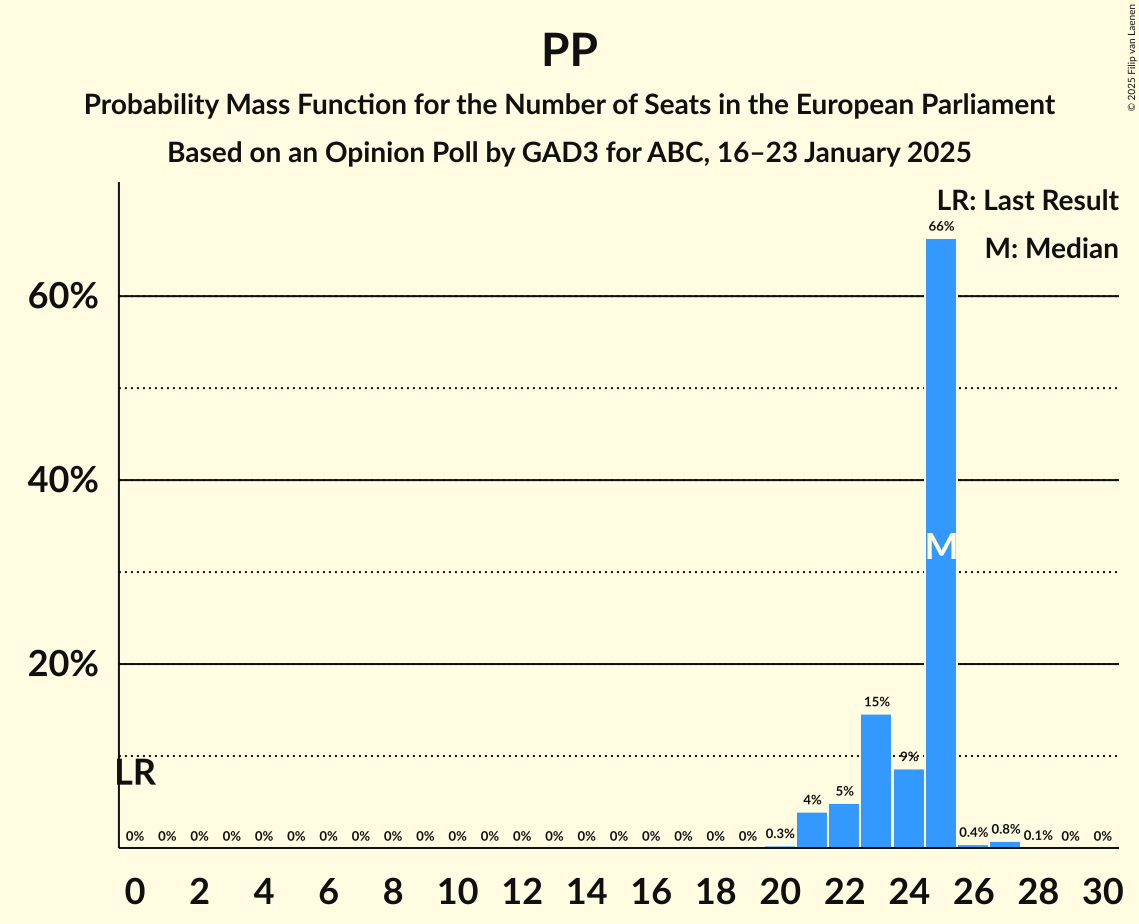 PP
Probability Mass Function for the Number of Seats in the European Parliament
Based on an Opinion Poll by GAD3 for ABC, 16–23 January 2025
© 2025 Filip van Laenen
LR: Last Result
M: Median
60%
40%
20%
66%
M
15%
9%
LR
4%
5%
0% 0% 0% 0% 0% 0% 0% 0% 0% 0% 0% 0% 0% 0% 0% 0% 0% 0% 0% 0% 0.3% 0.4% 0.8% 0.1% 0% 0%
0 2 4 6 8 10 12 14 16 18 20 22 24 26 28 30